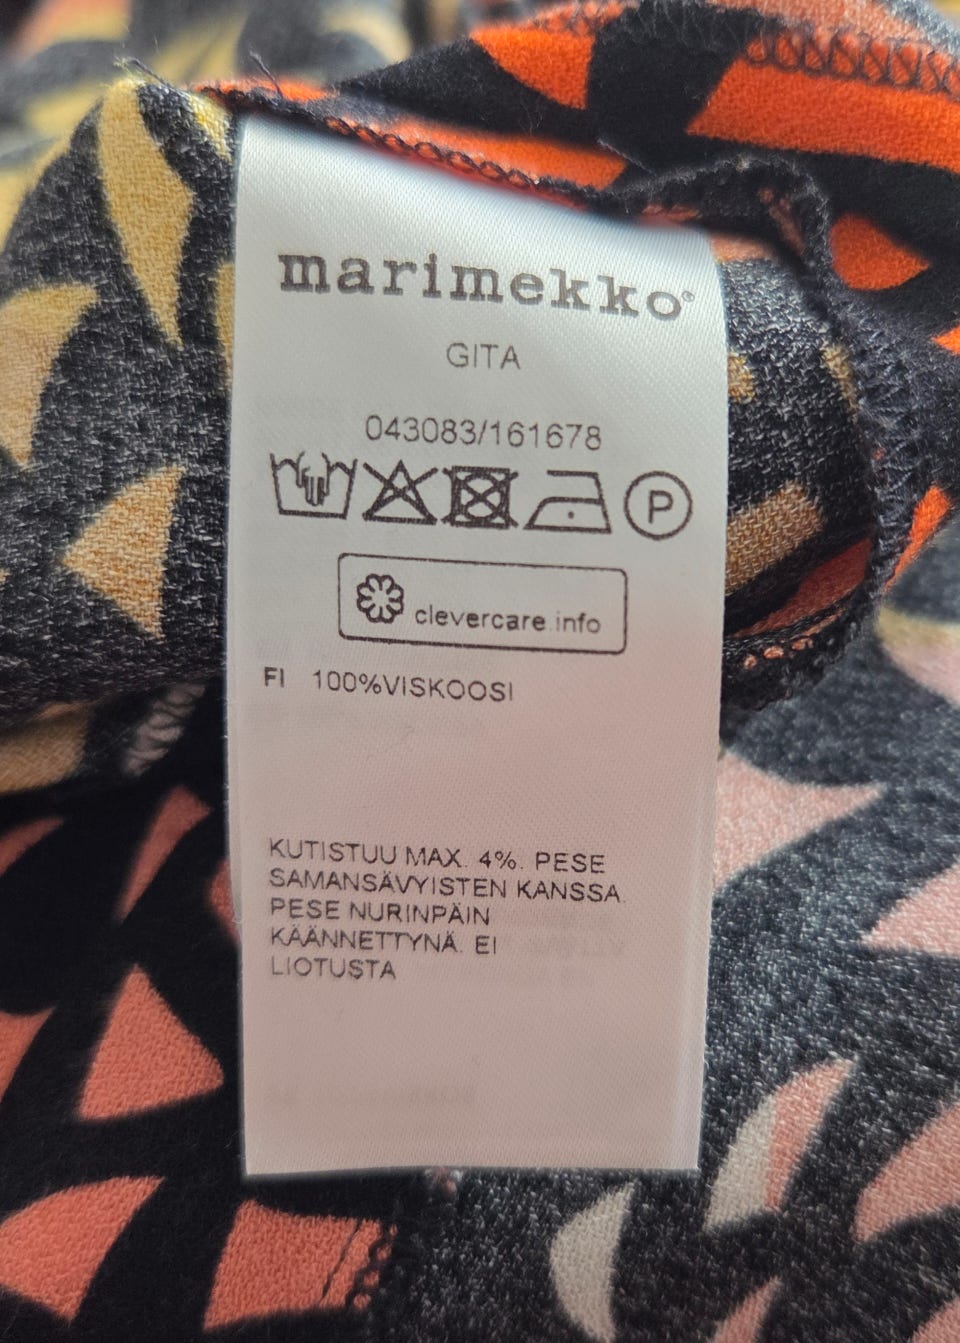 marimekko®
GITA
043083/161678
P
clevercare.info
FI 100%VISKOOSI
KUTISTUU MAX. 4%. PESE
SAMANSÄVYISTEN KANSSA.
PESE NURINPÄIN
KÄÄNNETTYNÄ. EI
LIOTUSTA